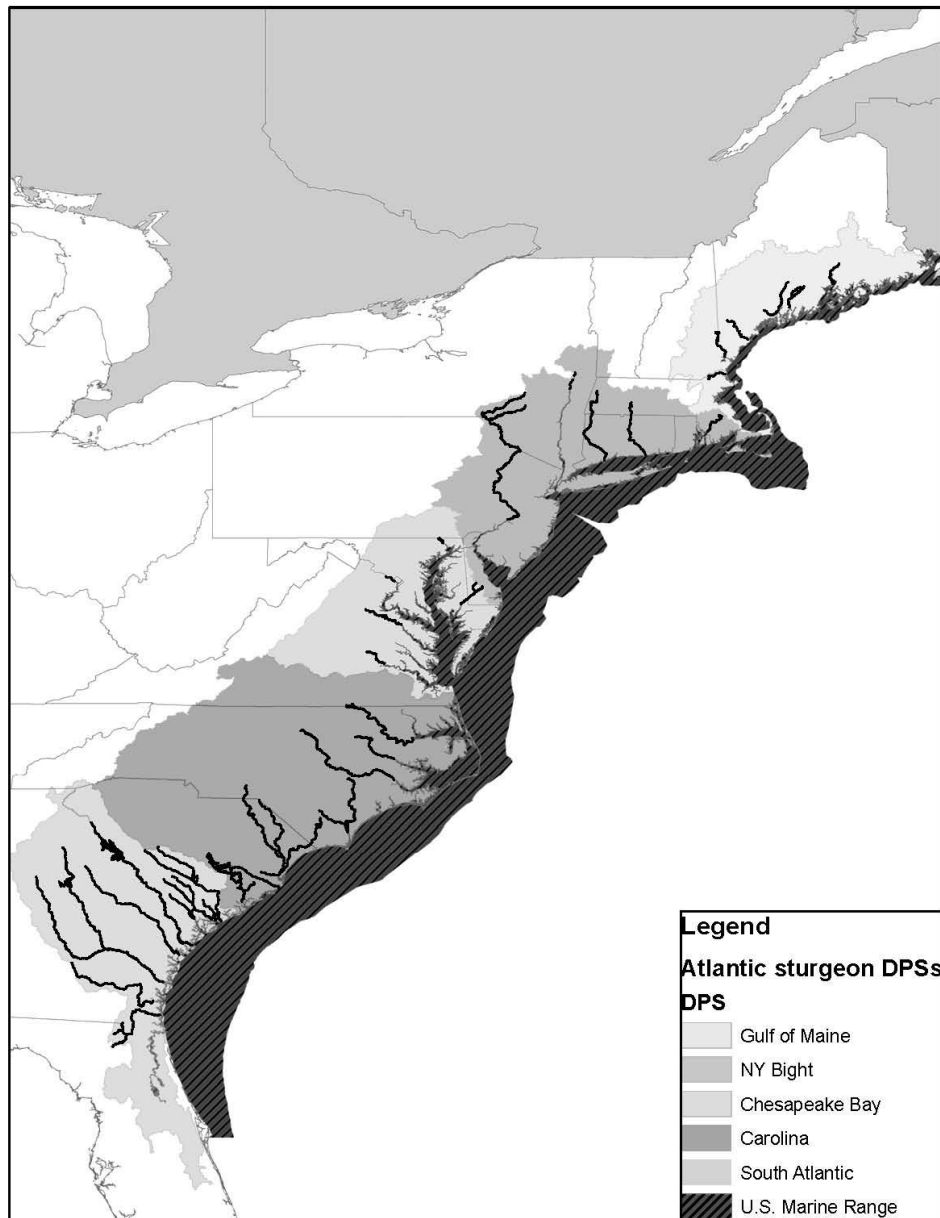 Legend
Atlantic sturgeon DPSs
DPS
Gulf of Maine
NY Bight
Chesapeake Bay
Carolina
South Atlantic
U.S. Marine Range